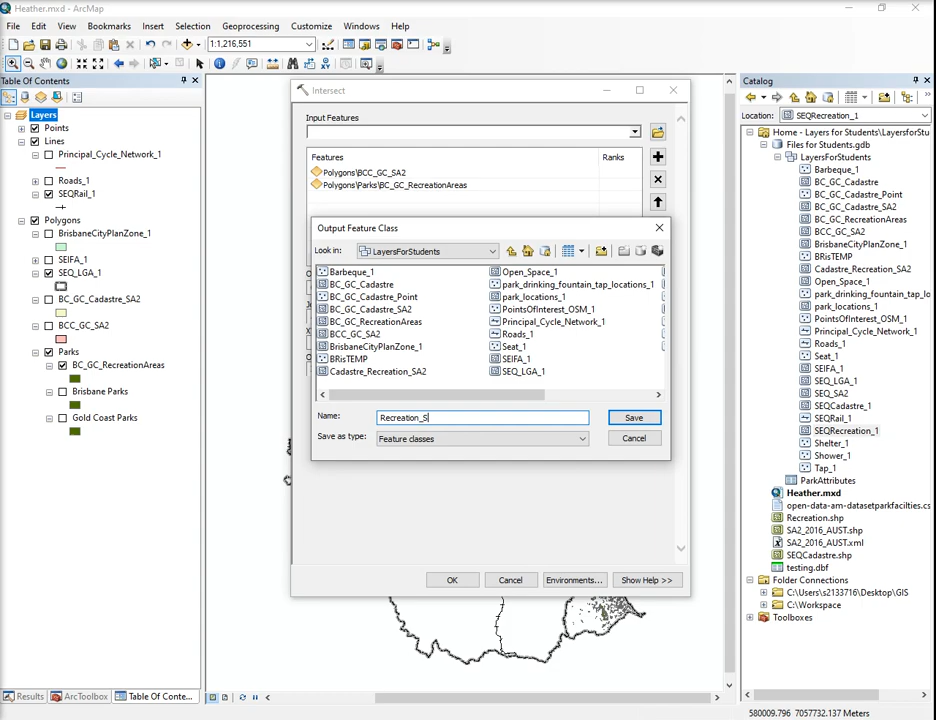 Heather.mxd - ArcMap
File Edit View Bookmarks Insert Selection Geoprocessing Customize Windows Help
1:1,216,551
Table Of Contents
Layers
Points
Lines
Principal_Cycle_Network_1
Roads_1
SEQRail_1
Polygons
BrisbaneCityPlanZone_1
SEIFA_1
SEQ_LGA_1
BC_GC_Cadastre_SA2
BCC_GC_SA2
Parks
BC_GC_RecreationAreas
Brisbane Parks
Gold Coast Parks
Results ArcToolbox Table Of Conte...
Intersect
Input Features
Features Ranks
Polygons\BCC_GC_SA2
Polygons\Parks\BC_GC_RecreationAreas
Output Feature Class
Look in: LayersForStudents
Barbeque_1
BC_GC_Cadastre
BC_GC_Cadastre_Point
BC_GC_Cadastre_SA2
BC_GC_RecreationAreas
BCC_GC_SA2
BrisbaneCityPlanZone_1
BRisTEMP
Cadastre_Recreation_SA2
Open_Space_1
park_drinking_fountain_tap_locations_1
park_locations_1
PointsOfInterest_OSM_1
Principal_Cycle_Network_1
Roads_1
Seat_1
SEIFA_1
SEQ_LGA_1
Name: Recreation_S
Save
Save as type: Feature classes
Cancel
OK Cancel Environments... Show Help >>
Catalog
Location: SEQRecreation_1
Home - Layers for Students\LayersforStu
Files for Students.gdb
LayersForStudents
Barbeque_1
BC_GC_Cadastre
BC_GC_Cadastre_Point
BC_GC_Cadastre_SA2
BC_GC_RecreationAreas
BCC_GC_SA2
BrisbaneCityPlanZone_1
BRisTEMP
Cadastre_Recreation_SA2
Open_Space_1
park_drinking_fountain_tap_lo
park_locations_1
PointsOfInterest_OSM_1
Principal_Cycle_Network_1
Roads_1
Seat_1
SEIFA_1
SEQ_LGA_1
SEQ_SA2
SEQCadastre_1
SEQRail_1
SEQRecreation_1
Shelter_1
Shower_1
Tap_1
ParkAttributes
Heather.mxd
open-data-am-datasetparkfacilties.cs
Recreation.shp
SA2_2016_AUST.shp
SA2_2016_AUST.xml
SEQCadastre.shp
testing.dbf
Folder Connections
C:\Users\s2133716\Desktop\GIS
C:\Workspace
Toolboxes
580009.796 7057732.137 Meters